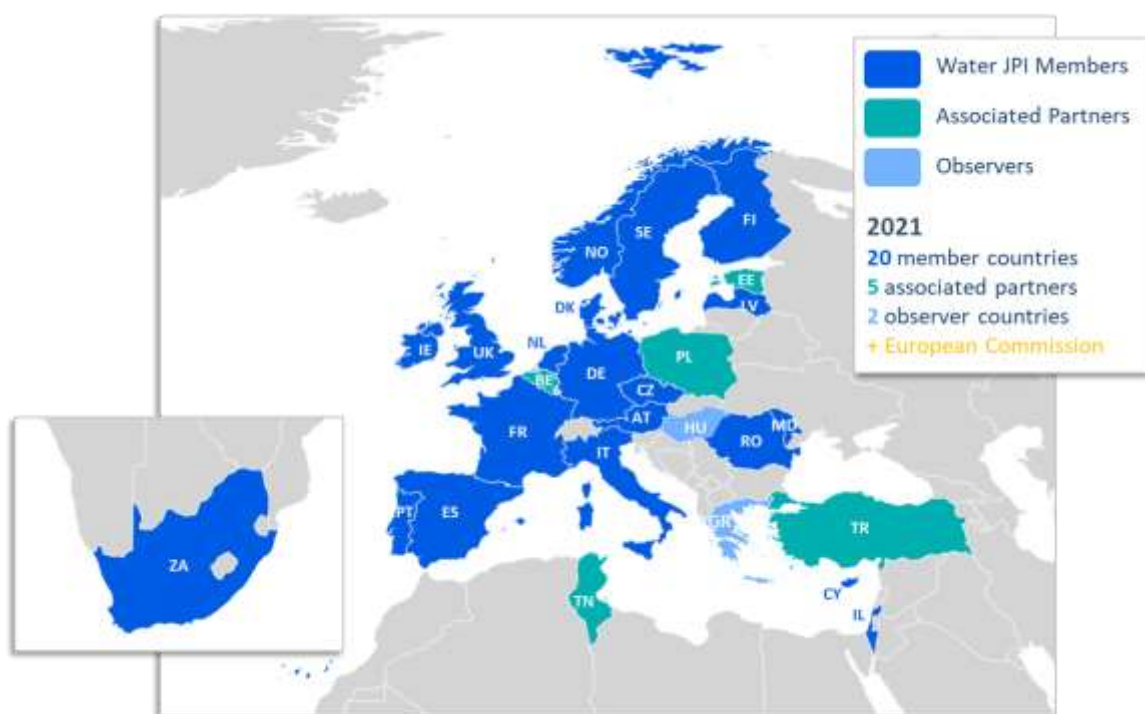 Water JPI Members
Associated Partners
Observers
2021
20 member countries
5 associated partners
2 observer countries
+ European Commission
FI
SE
NO
EE
LV
DK
NL
IE
UK
PL
BE
DE
CZ
AT
HU
MD
FR
RO
IT
PT
ES
GR
TR
ZA
CY
TN
IL